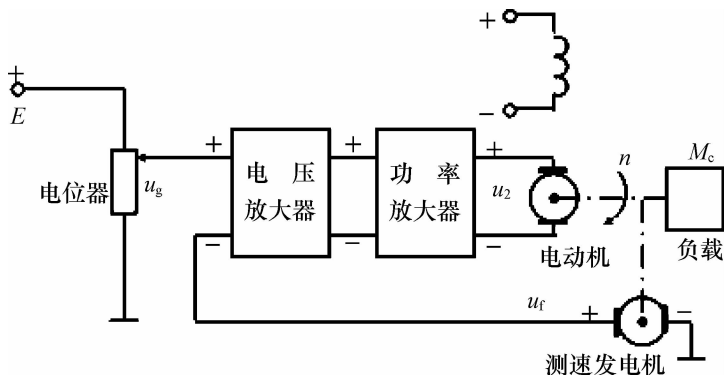 +
−
+
E
电位器
u_g
+
−
电 压
放大器
+
−
功 率
放大器
+
u_2
−
电动机
n
M_c
负载
u_f
+
−
测速发电机